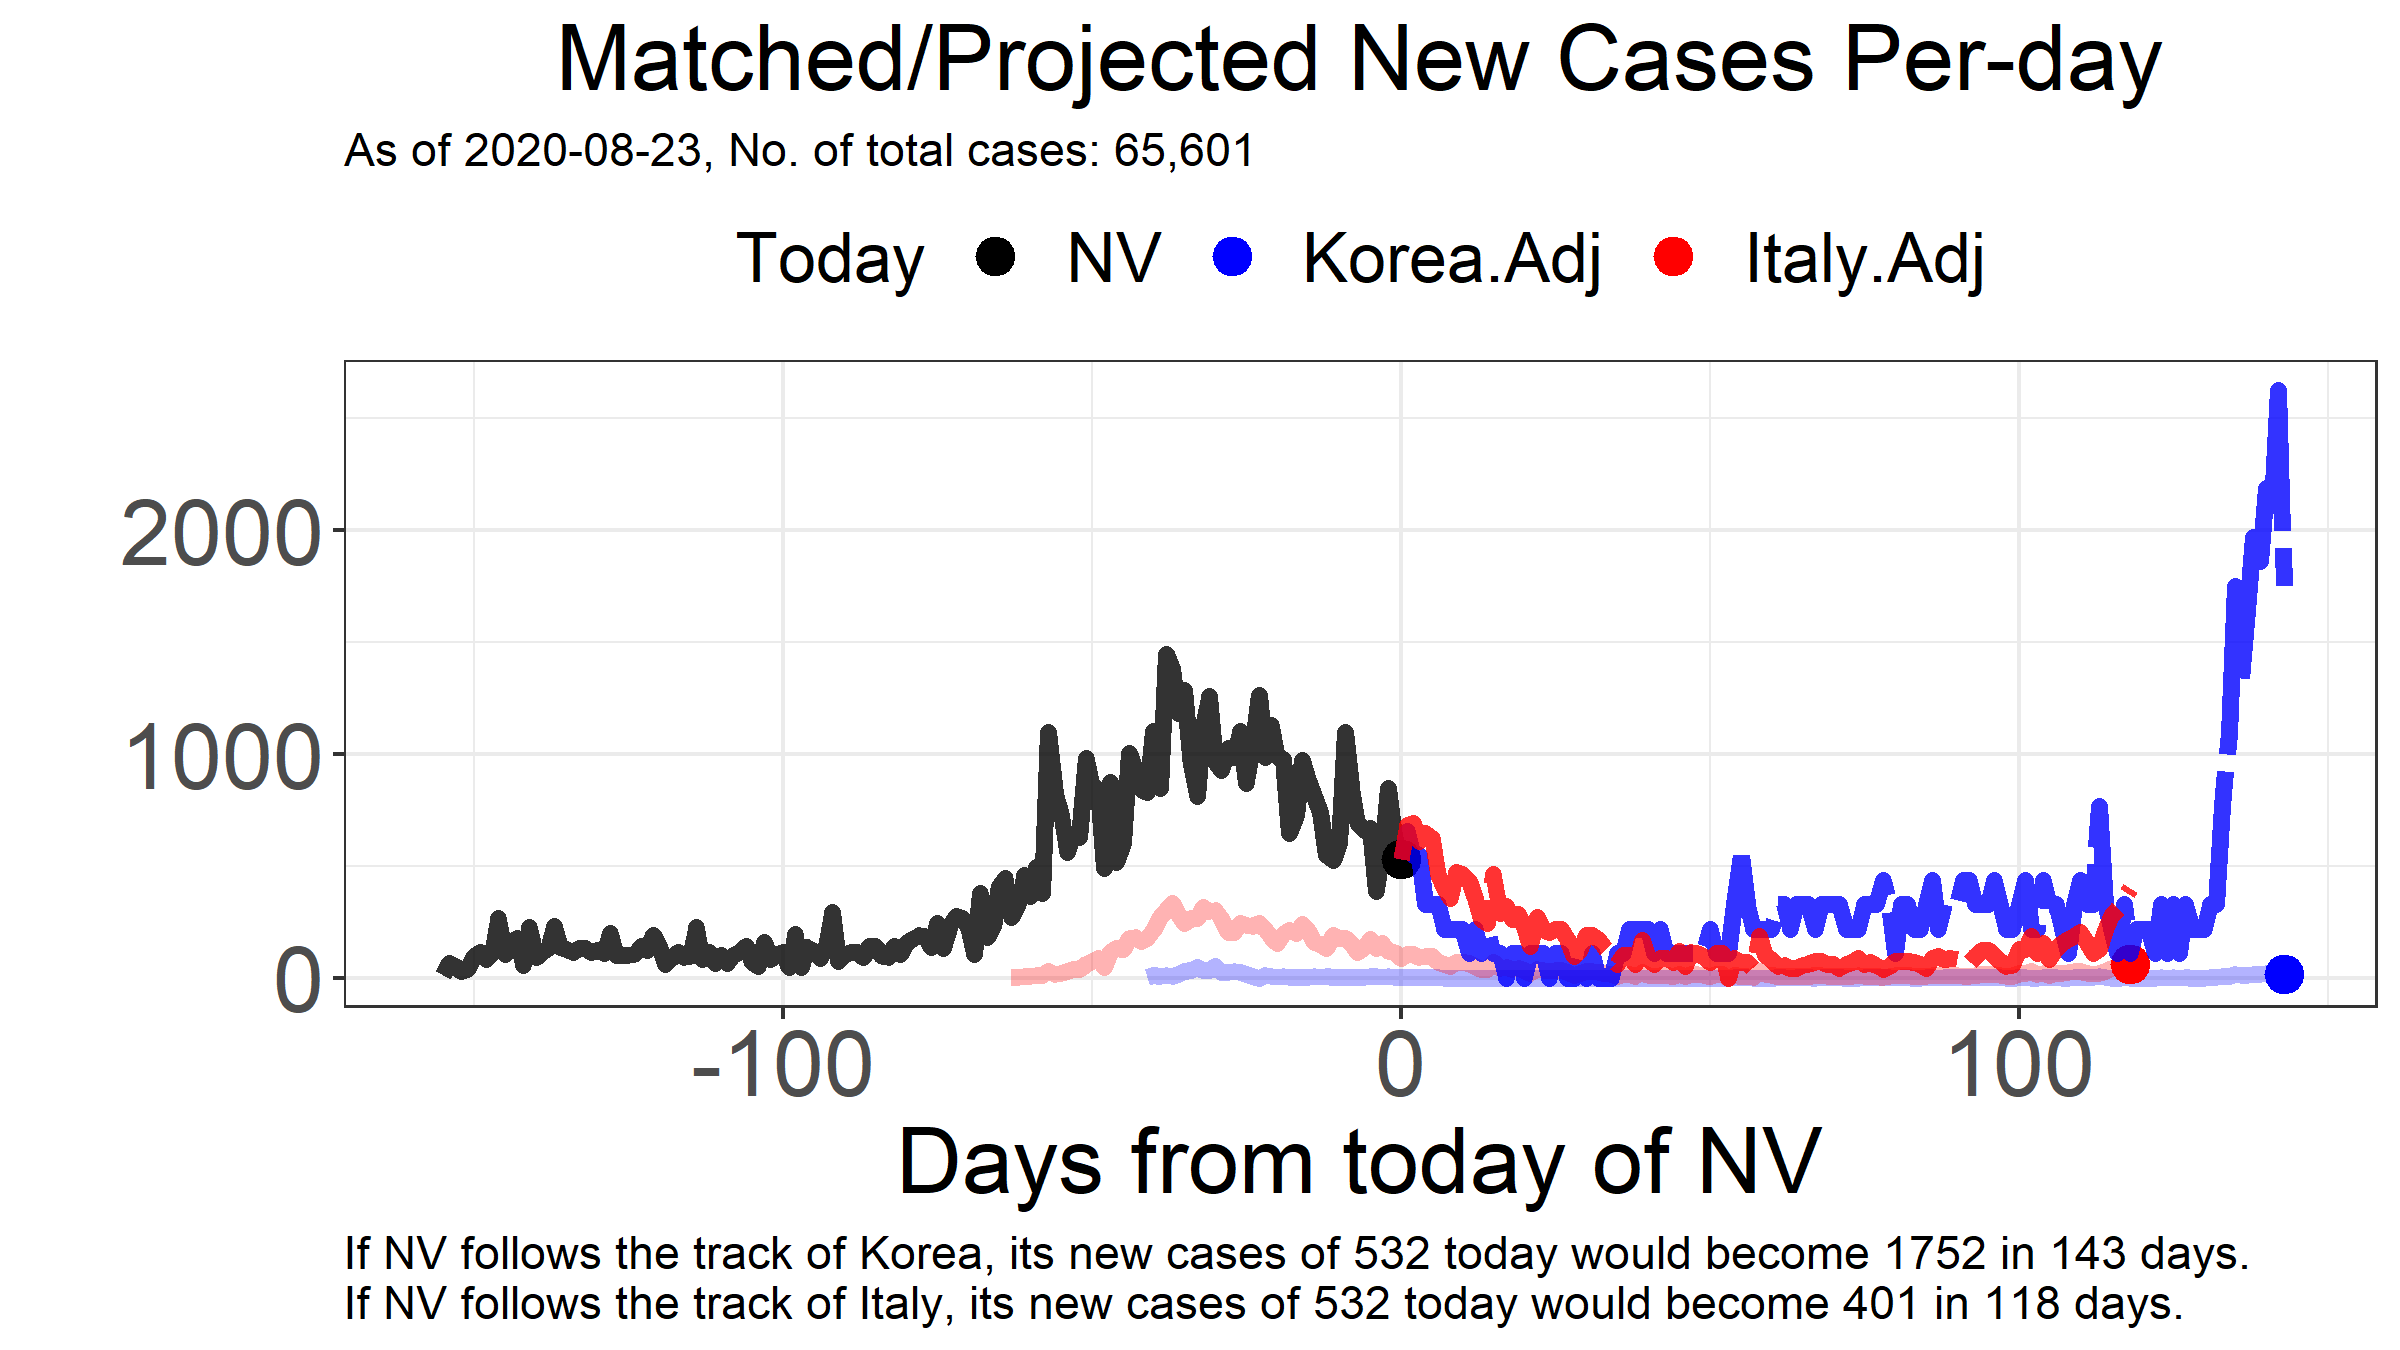 Matched/Projected New Cases Per-day
As of 2020-08-23, No. of total cases: 65,601
Today NV Korea.Adj Italy.Adj
2000
1000
0
-100 0 100
Days from today of NV
If NV follows the track of Korea, its new cases of 532 today would become 1752 in 143 days.
If NV follows the track of Italy, its new cases of 532 today would become 401 in 118 days.